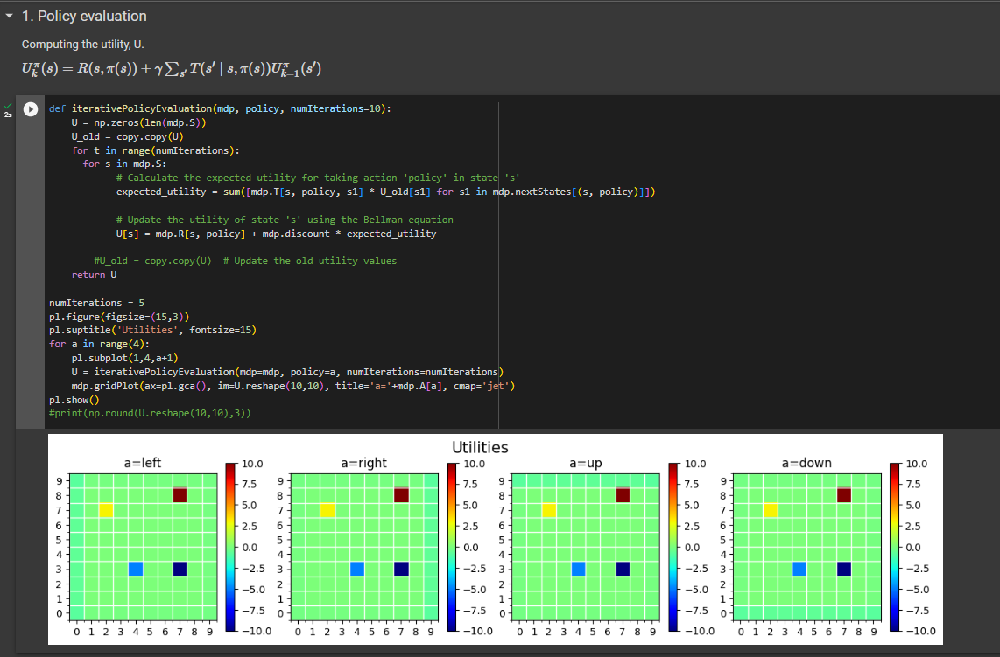 1. Policy evaluation
Computing the utility, U.
U_k^π(s) = R(s, π(s)) + γ∑_{s'} T(s' | s, π(s))U_{k−1}^π(s')
2s
def iterativePolicyEvaluation(mdp, policy, numIterations=10):
U = np.zeros(len(mdp.S))
U_old = copy.copy(U)
for t in range(numIterations):
for s in mdp.S:
# Calculate the expected utility for taking action 'policy' in state 's'
expected_utility = sum([mdp.T[s, policy, s1] * U_old[s1] for s1 in mdp.nextStates[(s, policy)]])
# Update the utility of state 's' using the Bellman equation
U[s] = mdp.R[s, policy] + mdp.discount * expected_utility
#U_old = copy.copy(U)  # Update the old utility values
return U
numIterations = 5
pl.figure(figsize=(15,3))
pl.suptitle('Utilities', fontsize=15)
for a in range(4):
pl.subplot(1,4,a+1)
U = iterativePolicyEvaluation(mdp=mdp, policy=a, numIterations=numIterations)
mdp.gridPlot(ax=pl.gca(), im=U.reshape(10,10), title='a='+mdp.A[a], cmap='jet')
pl.show()
#print(np.round(U.reshape(10,10),3))
Utilities
a=left
9
8
7
6
5
4
3
2
1
0
0 1 2 3 4 5 6 7 8 9
10.0
7.5
5.0
2.5
0.0
−2.5
−5.0
−7.5
−10.0
a=right
9
8
7
6
5
4
3
2
1
0
0 1 2 3 4 5 6 7 8 9
10.0
7.5
5.0
2.5
0.0
−2.5
−5.0
−7.5
−10.0
a=up
9
8
7
6
5
4
3
2
1
0
0 1 2 3 4 5 6 7 8 9
10.0
7.5
5.0
2.5
0.0
−2.5
−5.0
−7.5
−10.0
a=down
9
8
7
6
5
4
3
2
1
0
0 1 2 3 4 5 6 7 8 9
10.0
7.5
5.0
2.5
0.0
−2.5
−5.0
−7.5
−10.0